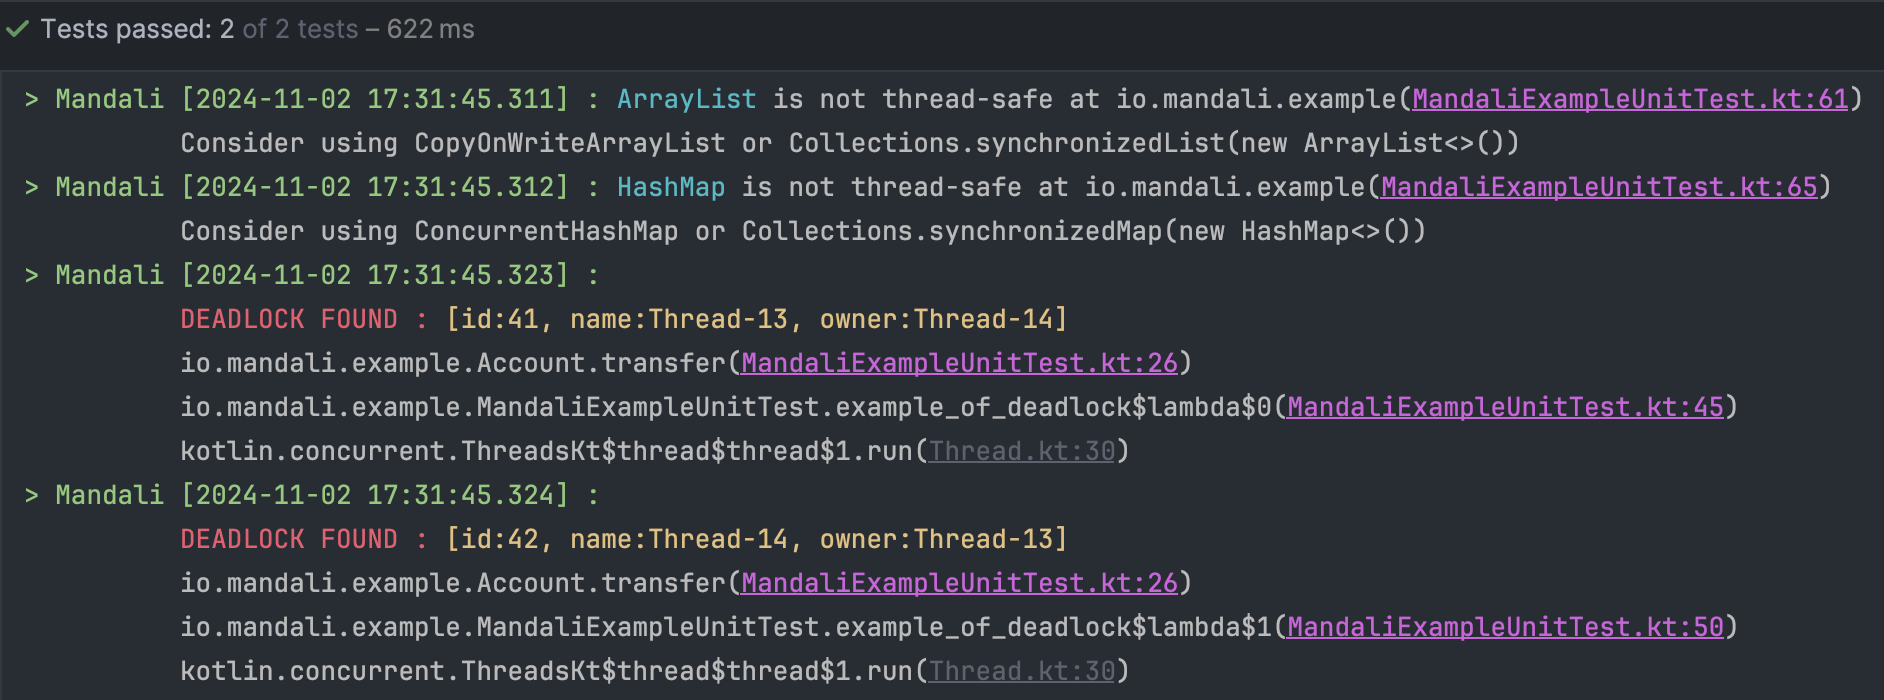 Tests passed: 2 of 2 tests – 622 ms
> Mandali [2024-11-02 17:31:45.311] : ArrayList is not thread-safe at io.mandali.example(MandaliExampleUnitTest.kt:61)
Consider using CopyOnWriteArrayList or Collections.synchronizedList(new ArrayList<>())
> Mandali [2024-11-02 17:31:45.312] : HashMap is not thread-safe at io.mandali.example(MandaliExampleUnitTest.kt:65)
Consider using ConcurrentHashMap or Collections.synchronizedMap(new HashMap<>())
> Mandali [2024-11-02 17:31:45.323] :
DEADLOCK FOUND : [id:41, name:Thread-13, owner:Thread-14]
io.mandali.example.Account.transfer(MandaliExampleUnitTest.kt:26)
io.mandali.example.MandaliExampleUnitTest.example_of_deadlock$lambda$0(MandaliExampleUnitTest.kt:45)
kotlin.concurrent.ThreadsKt$thread$thread$1.run(Thread.kt:30)
> Mandali [2024-11-02 17:31:45.324] :
DEADLOCK FOUND : [id:42, name:Thread-14, owner:Thread-13]
io.mandali.example.Account.transfer(MandaliExampleUnitTest.kt:26)
io.mandali.example.MandaliExampleUnitTest.example_of_deadlock$lambda$1(MandaliExampleUnitTest.kt:50)
kotlin.concurrent.ThreadsKt$thread$thread$1.run(Thread.kt:30)